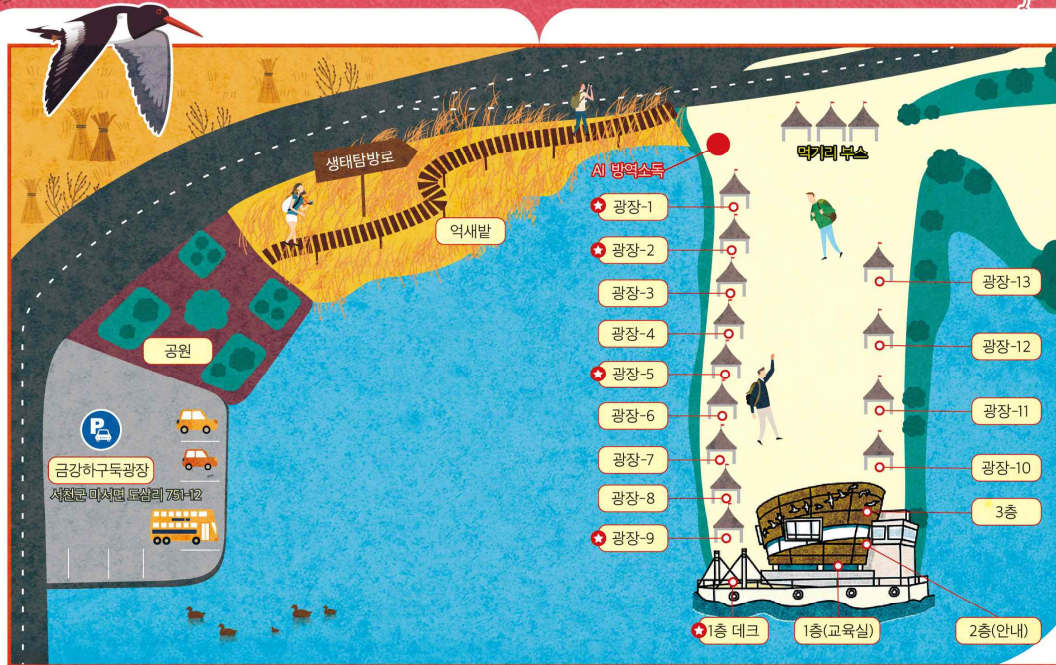 생태탐방로
억새밭
공원
P
금강하구둑광장
서천군 마서면 도삼리 751-12
먹기리 부스
AI 방역소독
광장-1
광장-2
광장-3
광장-4
광장-5
광장-6
광장-7
광장-8
광장-9
광장-13
광장-12
광장-11
광장-10
3층
1층 데크
1층(교육실)
2층(안내)